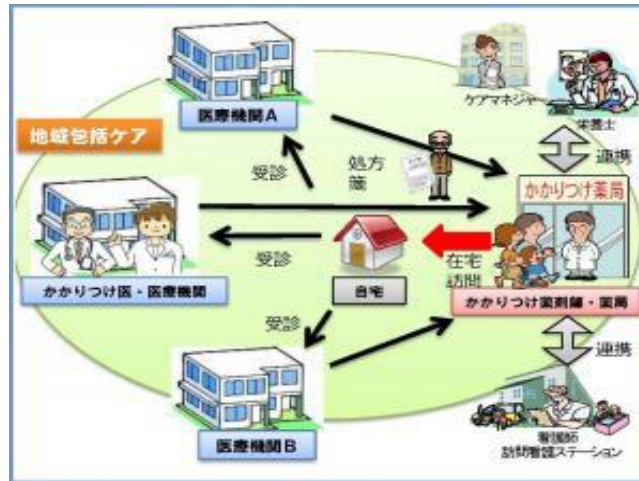 医療機関A
ケアマネジャー
栄養士
地域包括ケア
受診
処方
箋
連携
かかりつけ薬局
かかりつけ医・医療機関
受診
自宅
在宅
訪問
かかりつけ薬剤師・薬局
受診
連携
医療機関B
看護師
訪問看護ステーション